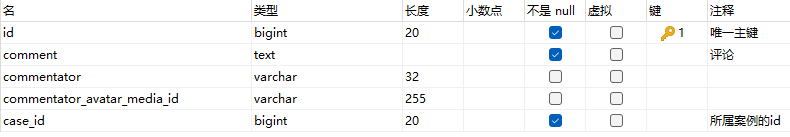 名 类型 长度 小数点 不是 null 虚拟 键 注释
id bigint 20 1 唯一主键
comment text 评论
commentator varchar 32
commentator_avatar_media_id varchar 255
case_id bigint 20 所属案例的id